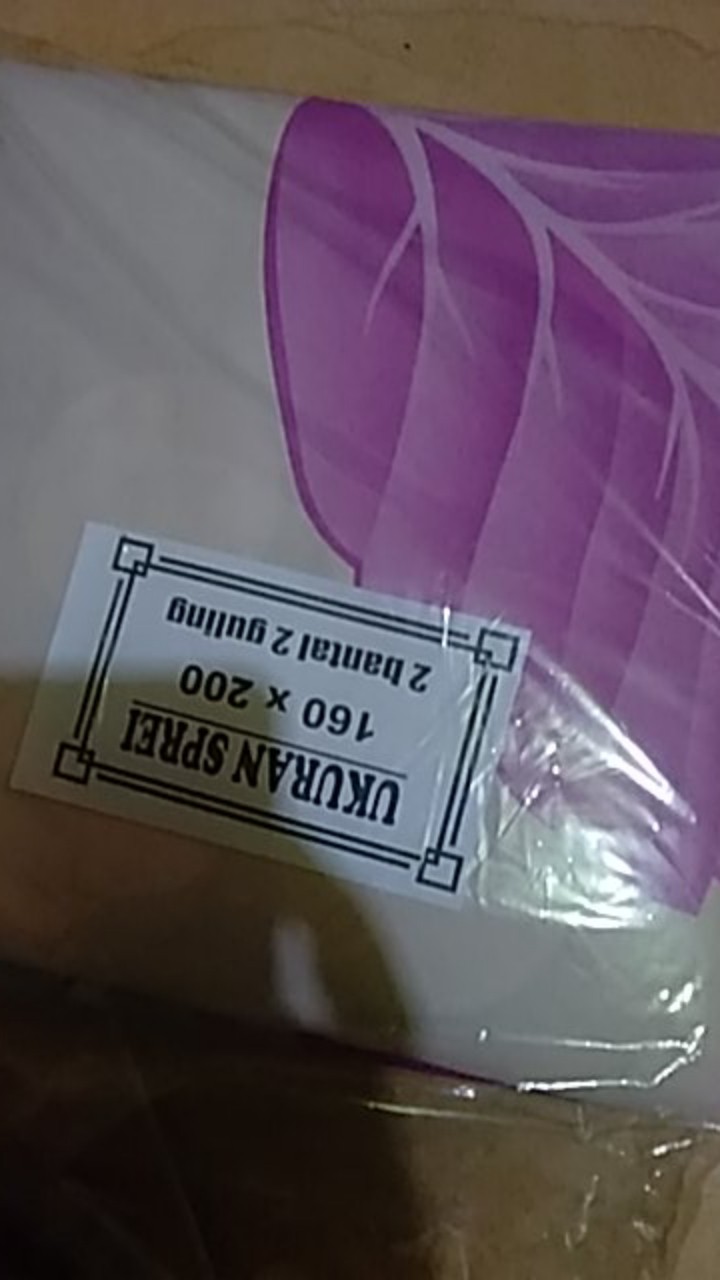 UKURAN SPREI
160 x 200
2 bantal 2 guling